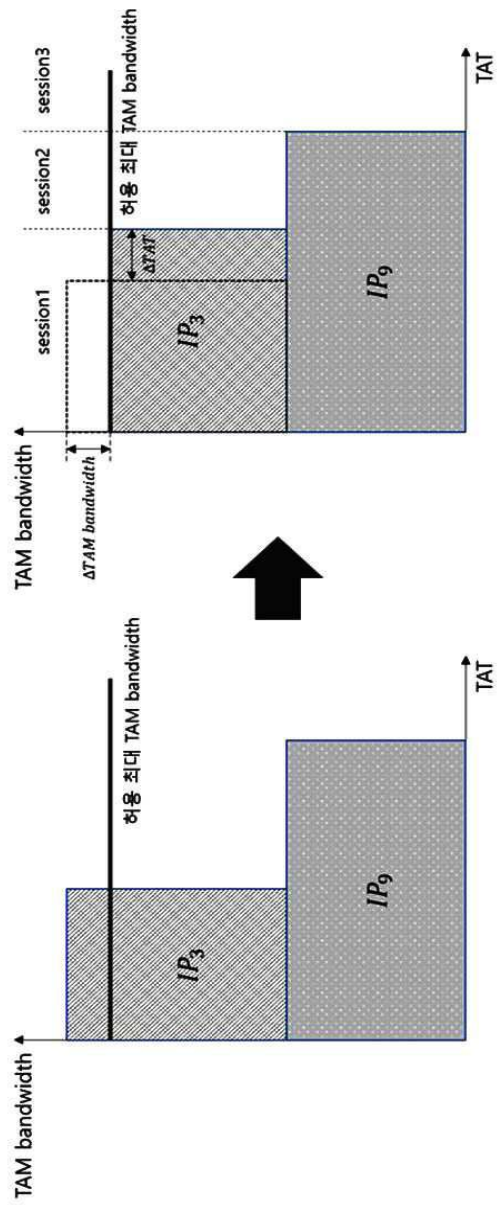 TAM bandwidth
허용 최대 TAM bandwidth
IP₃
IP₉
TAT
TAM bandwidth
session1
session2
session3
ΔTAM bandwidth
허용 최대 TAM bandwidth
ΔTAT
IP₃
IP₉
TAT